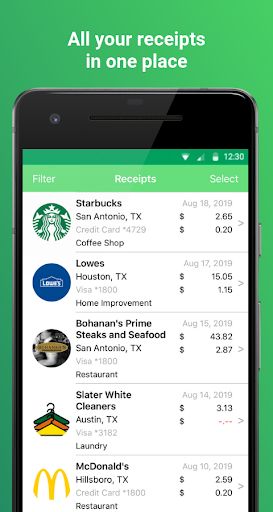 All your receipts
in one place
12:30
Filter Receipts Select
Starbucks Aug 18, 2019
San Antonio, TX $ 2.65
Credit Card *4729 $ 0.20
Coffee Shop
Lowes Aug 17, 2019
LOWE'S
Houston, TX $ 15.05
Visa *1800 $ 1.15
Home Improvement
Bohanan's Prime Aug 15, 2019
Steaks and Seafood $ 43.82
BOHANAN'S
San Antonio, TX $ 2.87
Visa *1800
Restaurant
Slater White Aug 14, 2019
Cleaners $ 3.13
Austin, TX $ -.--
Visa *3182
Laundry
McDonald's Aug 10, 2019
Hillsboro, TX $ 2.59
Credit Card *1800 $ 0.20
Restaurant